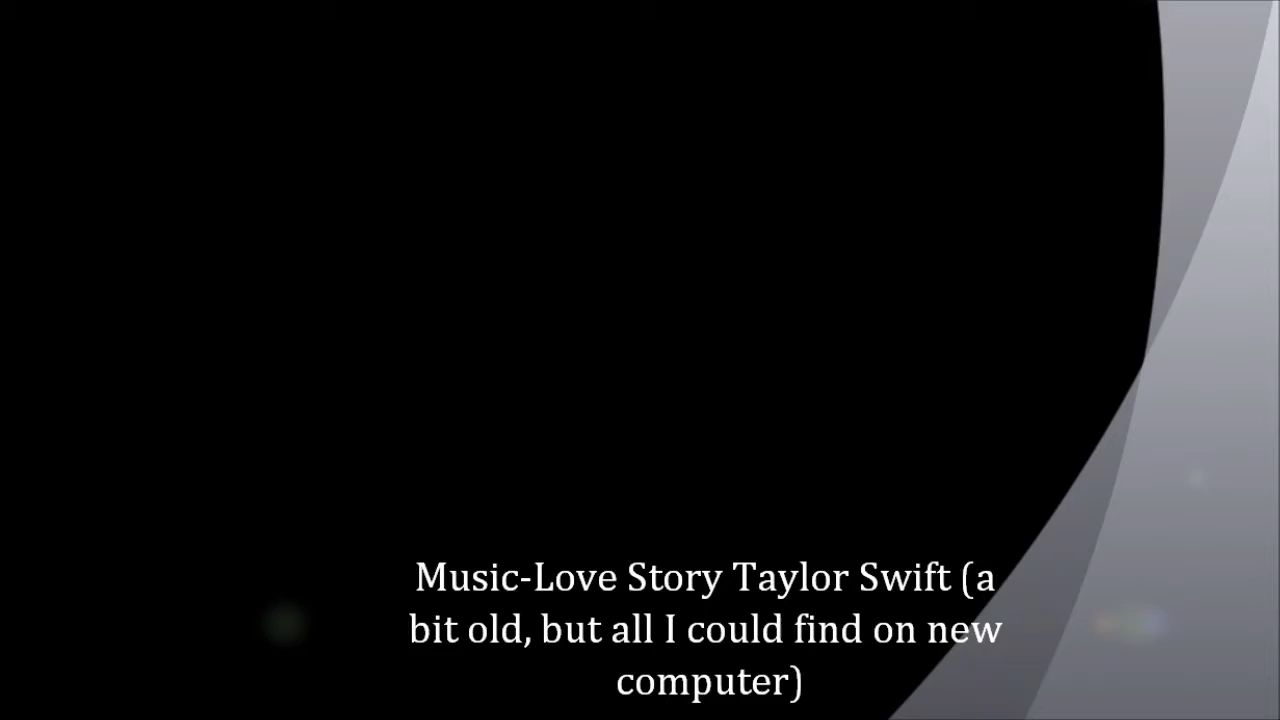 Music-Love Story Taylor Swift (a
bit old, but all I could find on new
computer)